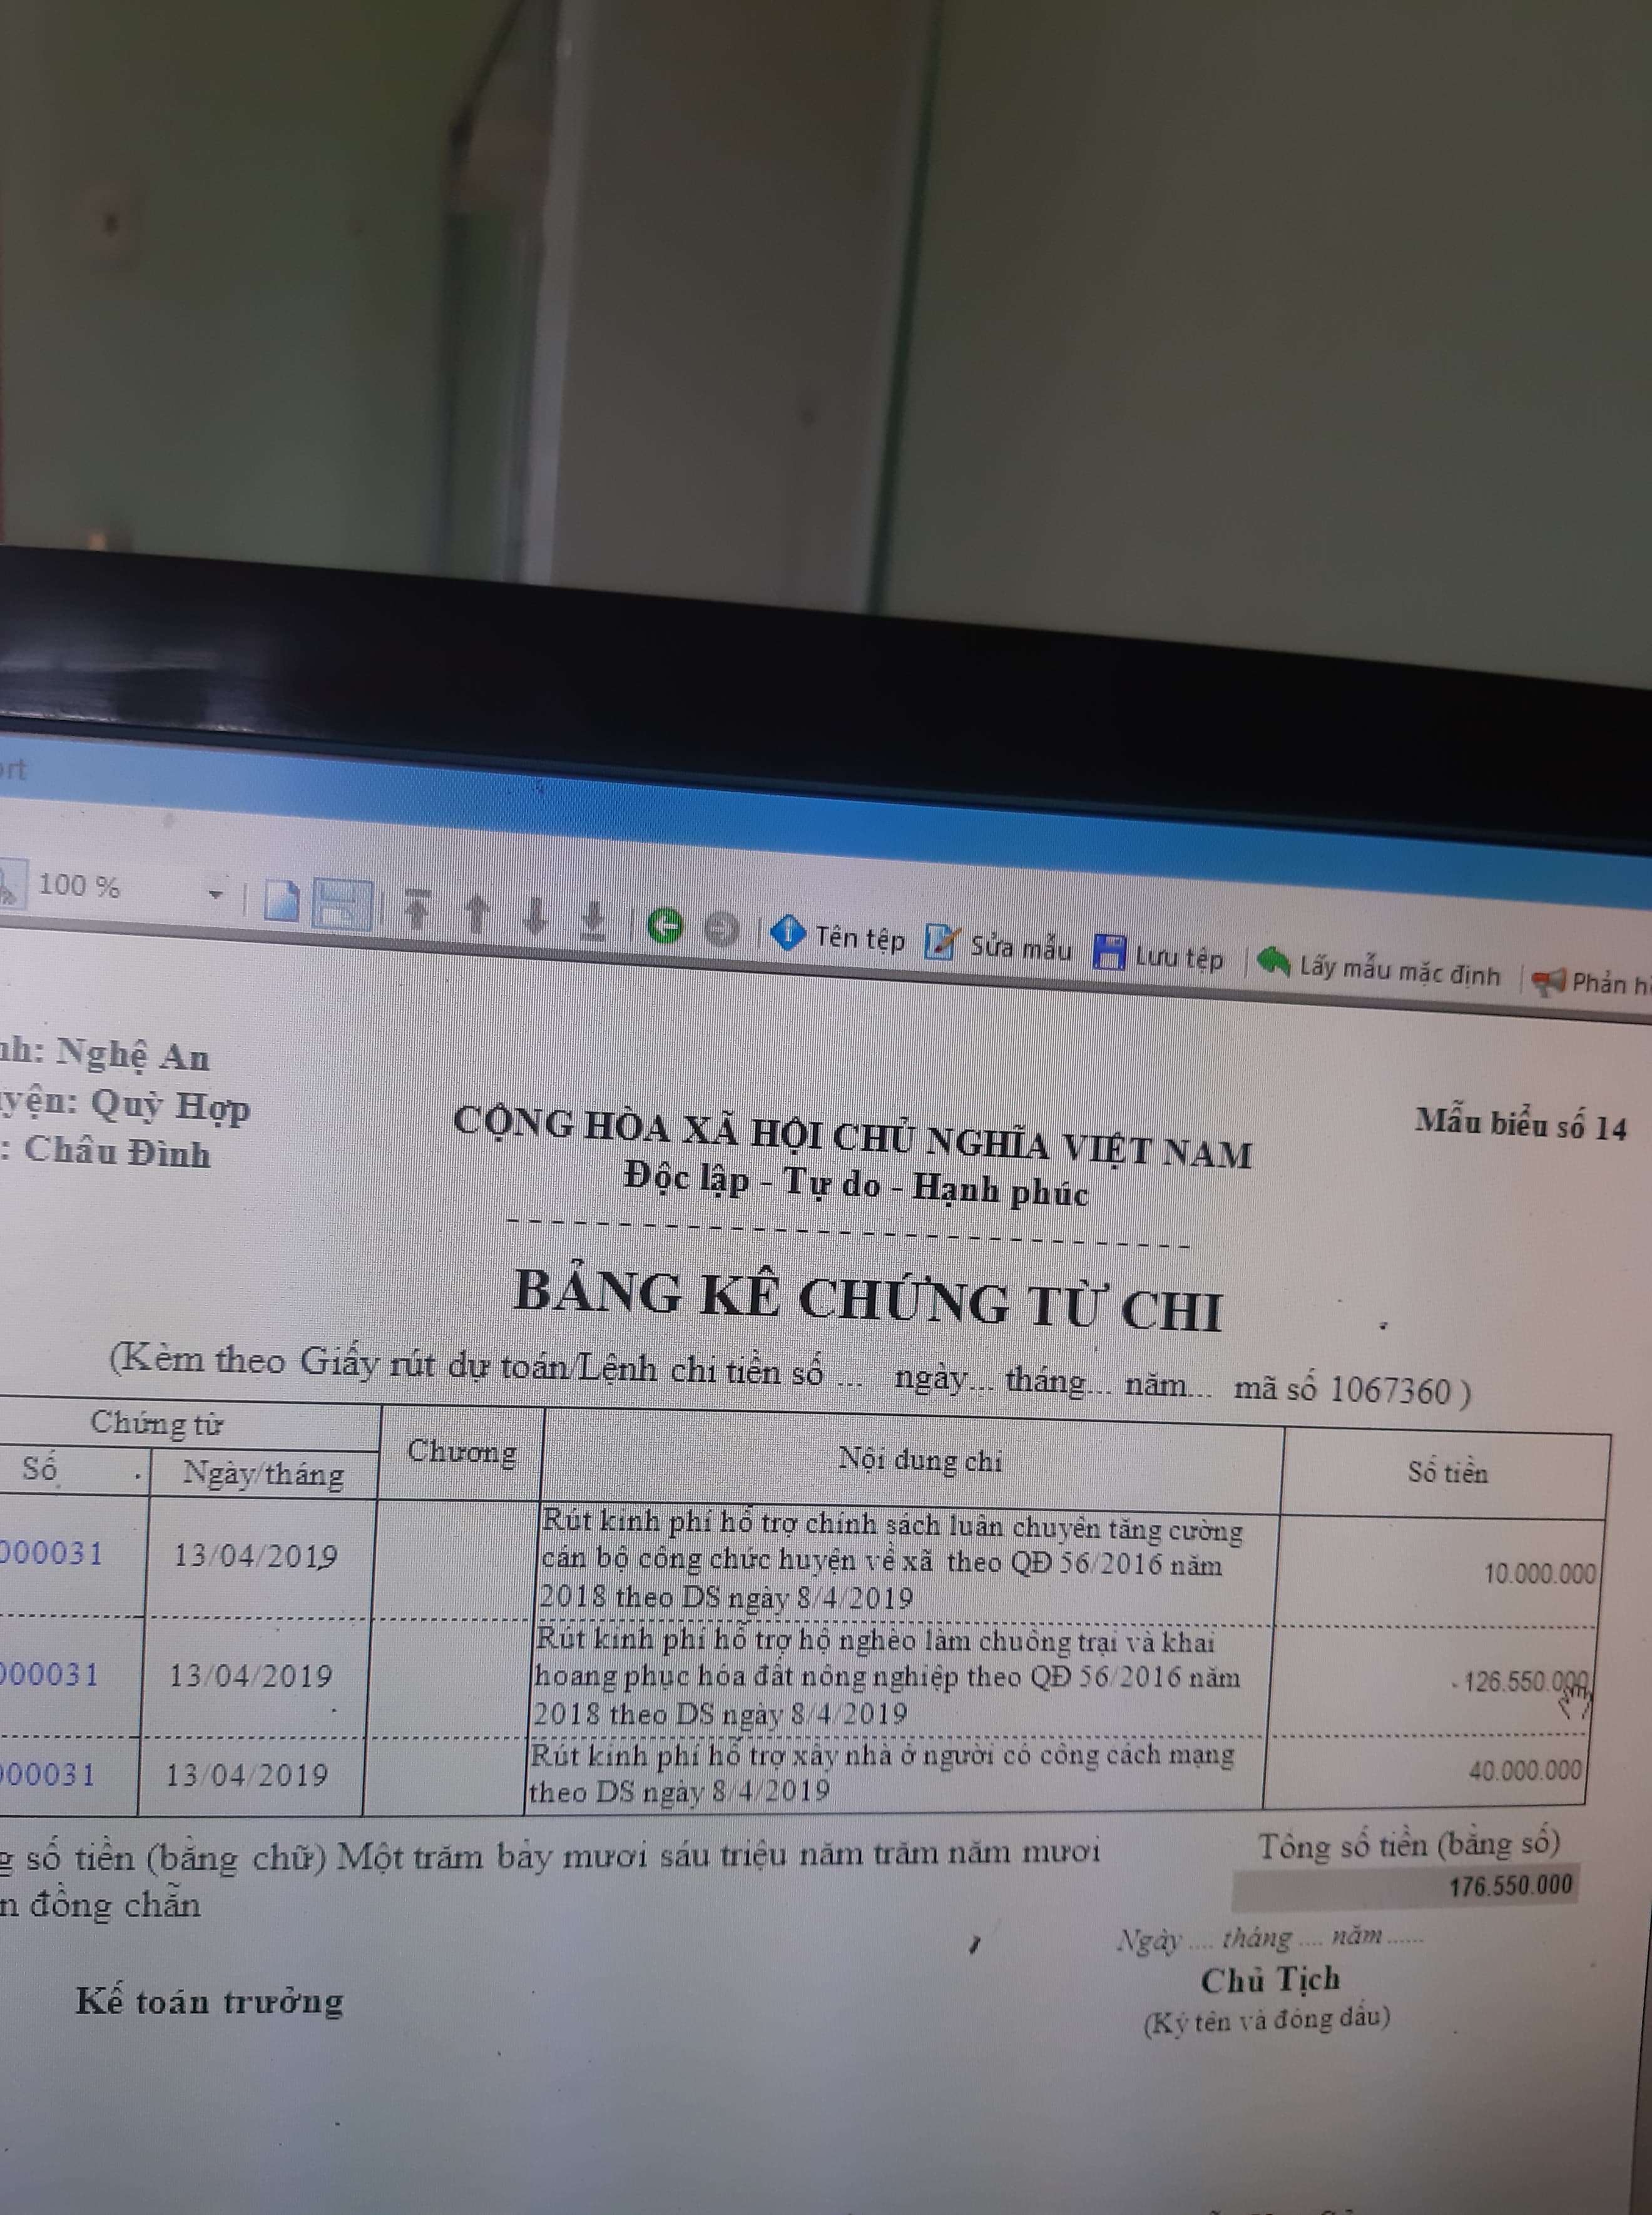 ort
100 %
Tên tệp Sửa mẫu Lưu tệp Lấy mẫu mặc định Phản h
nh: Nghệ An
yện: Quỳ Hợp
: Châu Đình
Mẫu biểu số 14
CỘNG HÒA XÃ HỘI CHỦ NGHĨA VIỆT NAM
Độc lập - Tự do - Hạnh phúc
BẢNG KÊ CHỨNG TỪ CHI
(Kèm theo Giấy rút dự toán/Lệnh chi tiền số ... ngày... tháng... năm... mã số 1067360 )
Chứng từ
Số
Ngày/tháng
Chương
Nội dung chi
Số tiền
000031
13/04/2019
Rút kinh phí hỗ trợ chính sách luân chuyển tăng cường
cán bộ công chức huyện về xã theo QĐ 56/2016 năm
2018 theo DS ngày 8/4/2019
10.000.000
000031
13/04/2019
Rút kinh phí hỗ trợ hộ nghèo làm chuồng trại và khai
hoang phục hóa đất nông nghiệp theo QĐ 56/2016 năm
2018 theo DS ngày 8/4/2019
126.550.000
000031
13/04/2019
Rút kinh phí hỗ trợ xây nhà ở người có công cách mạng
theo DS ngày 8/4/2019
40.000.000
g số tiền (bằng chữ) Một trăm bảy mươi sáu triệu năm trăm năm mươi
n đồng chẵn
Tổng số tiền (bằng số)
176.550.000
Ngày .... tháng .... năm ......
Kế toán trưởng
Chủ Tịch
(Ký tên và đóng dấu)